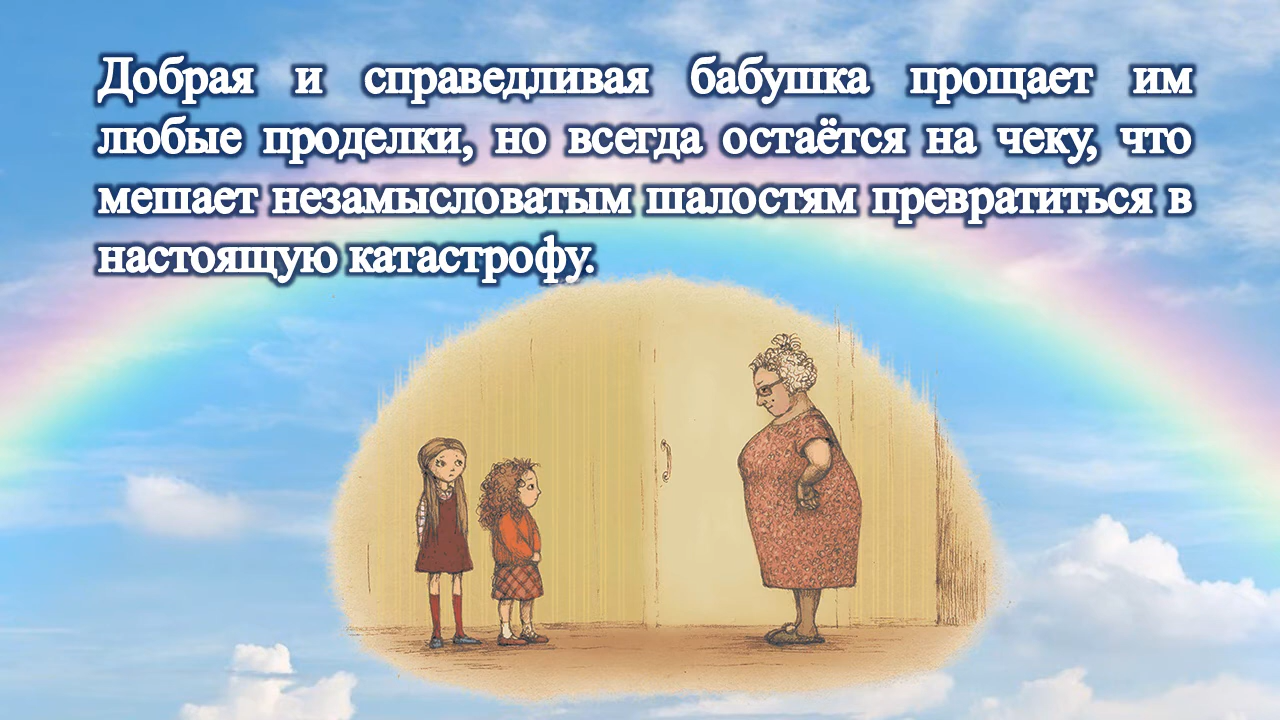 Добрая и справедливая бабушка прощает им
любые проделки, но всегда остаётся на чеку, что
мешает незамысловатым шалостям превратиться в
настоящую катастрофу.